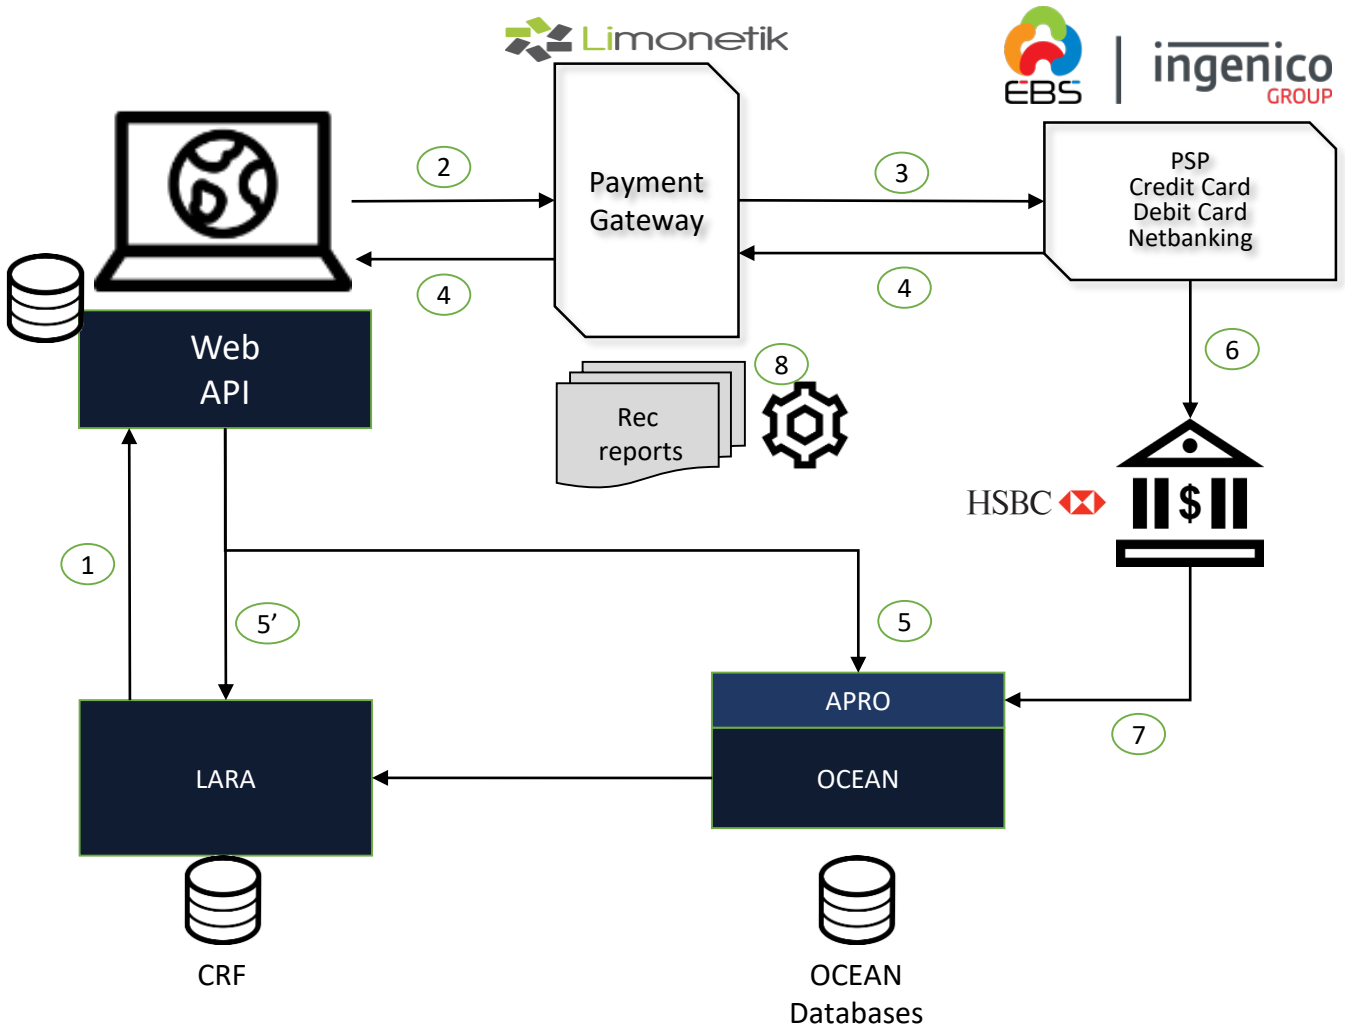 Limonetik
EBS
ingenico
GROUP
2
Payment
Gateway
3
PSP
Credit Card
Debit Card
Netbanking
4
4
Web
API
6
8
Rec
reports
HSBC
$
1
5’
5
APRO
7
LARA
OCEAN
CRF
OCEAN
Databases